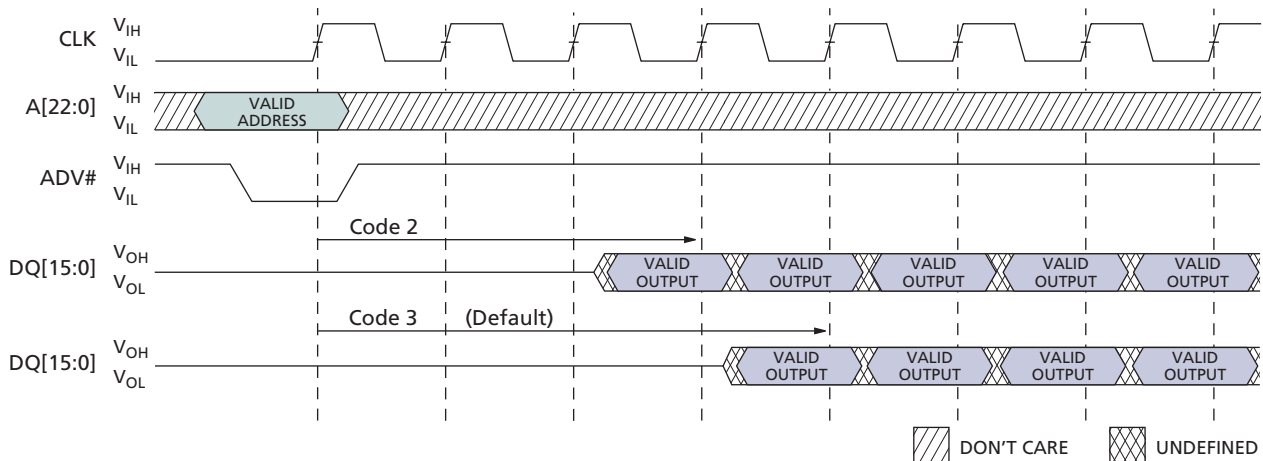 CLK VIH
VIL
A[22:0] VIH
VIL
VALID
ADDRESS
ADV# VIH
VIL
Code 2
DQ[15:0] VOH
VOL
VALID OUTPUT VALID OUTPUT VALID OUTPUT VALID OUTPUT VALID OUTPUT
Code 3 (Default)
DQ[15:0] VOH
VOL
VALID OUTPUT VALID OUTPUT VALID OUTPUT VALID OUTPUT
DON'T CARE UNDEFINED